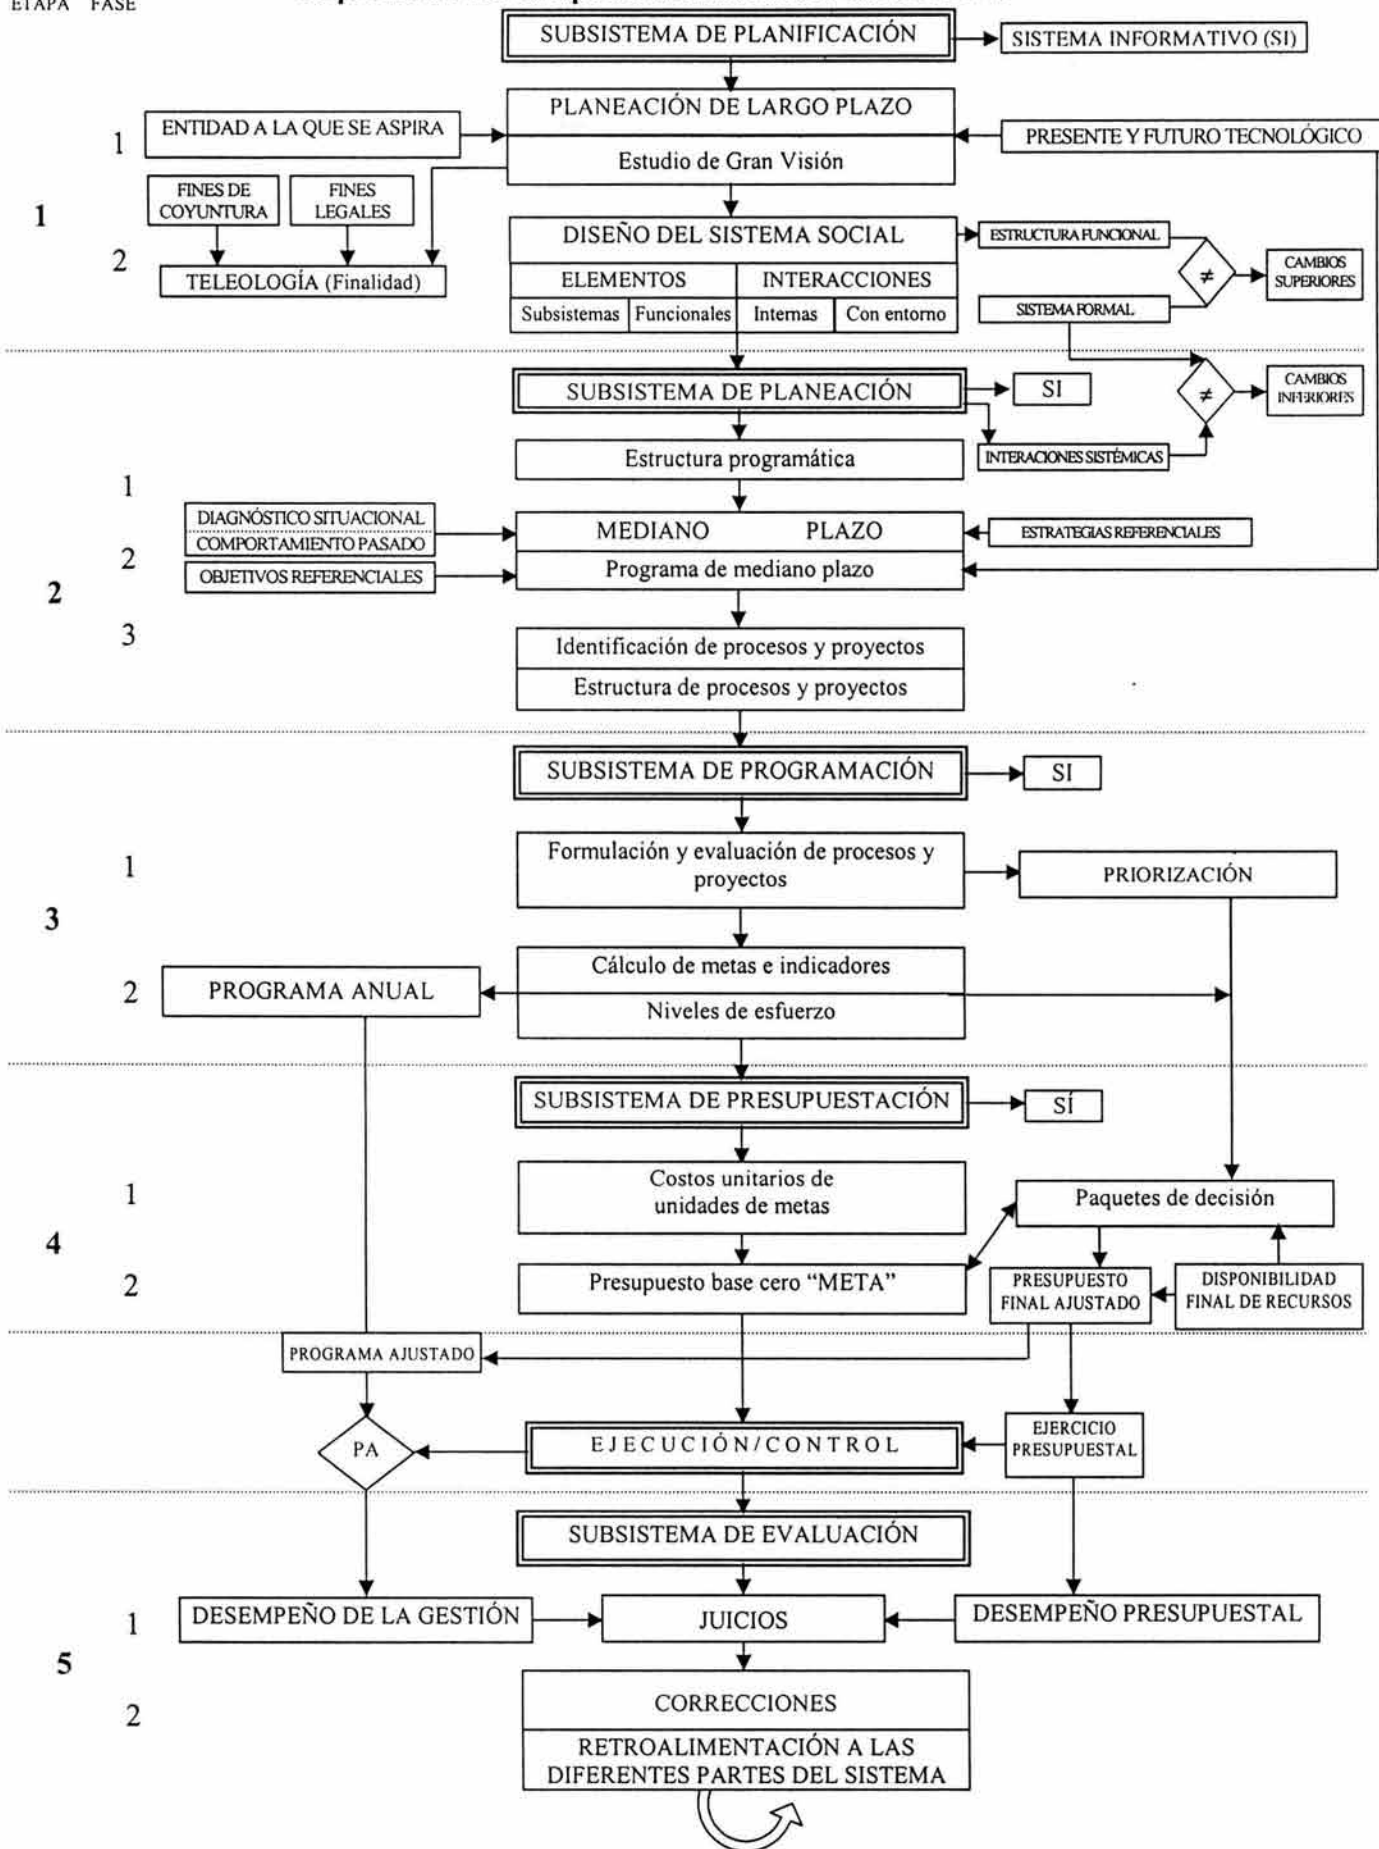 ETAPA FASE
SUBSISTEMA DE PLANIFICACIÓN
SISTEMA INFORMATIVO (SI)
PLANEACIÓN DE LARGO PLAZO
1
ENTIDAD A LA QUE SE ASPIRA
PRESENTE Y FUTURO TECNOLÓGICO
Estudio de Gran Visión
1
FINES DE
COYUNTURA
FINES
LEGALES
DISEÑO DEL SISTEMA SOCIAL
ESTRUCTURA FUNCIONAL
2
TELEOLOGÍA (Finalidad)
ELEMENTOS
INTERACCIONES
≠
CAMBIOS
SUPERIORES
Subsistemas
Funcionales
Internas
Con entorno
SISTEMA FORMAL
SUBSISTEMA DE PLANEACIÓN
SI
≠
CAMBIOS
INFERIORES
Estructura programática
INTERACIONES SISTÉMICAS
1
DIAGNÓSTICO SITUACIONAL
COMPORTAMIENTO PASADO
MEDIANO PLAZO
ESTRATEGIAS REFERENCIALES
2
OBJETIVOS REFERENCIALES
Programa de mediano plazo
2
3
Identificación de procesos y proyectos
Estructura de procesos y proyectos
SUBSISTEMA DE PROGRAMACIÓN
SI
1
Formulación y evaluación de procesos y
proyectos
PRIORIZACIÓN
3
2
PROGRAMA ANUAL
Cálculo de metas e indicadores
Niveles de esfuerzo
SUBSISTEMA DE PRESUPUESTACIÓN
SÍ
1
Costos unitarios de
unidades de metas
Paquetes de decisión
4
2
Presupuesto base cero “META”
PRESUPUESTO
FINAL AJUSTADO
DISPONIBILIDAD
FINAL DE RECURSOS
PROGRAMA AJUSTADO
PA
EJECUCIÓN/CONTROL
EJERCICIO
PRESUPUESTAL
SUBSISTEMA DE EVALUACIÓN
1
DESEMPEÑO DE LA GESTIÓN
JUICIOS
DESEMPEÑO PRESUPUESTAL
5
2
CORRECCIONES
RETROALIMENTACIÓN A LAS
DIFERENTES PARTES DEL SISTEMA